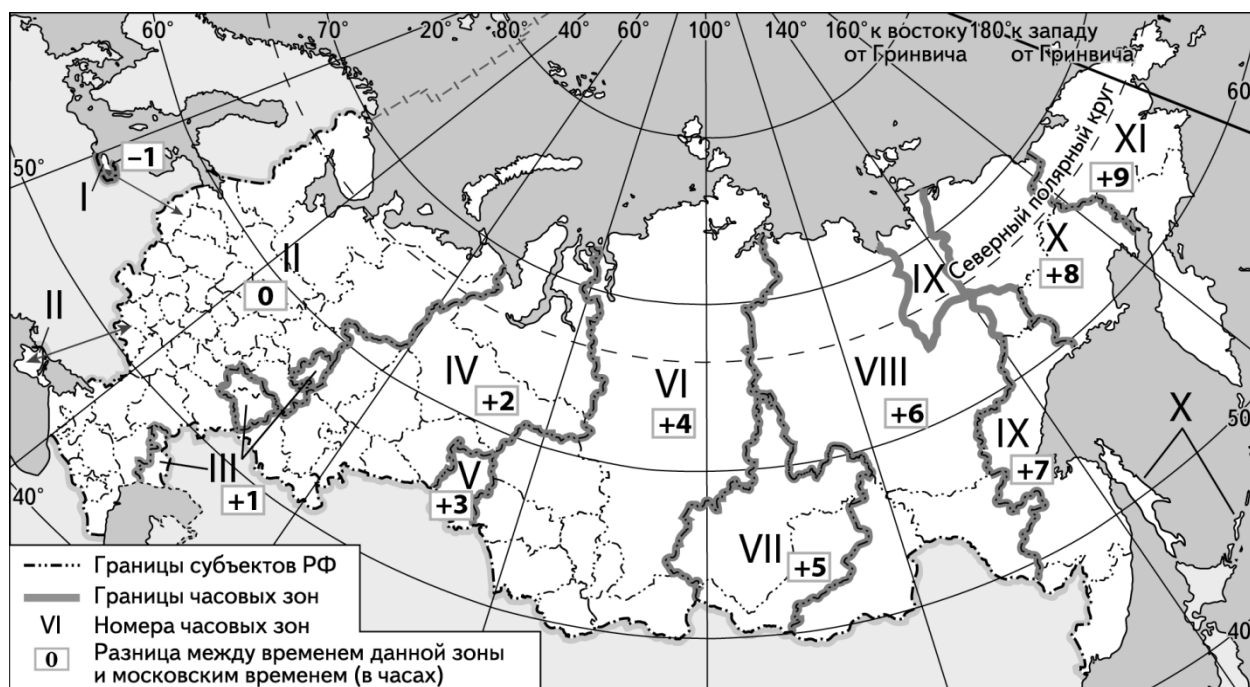 60°
70°
20°
80°
60°
40°
60°
100°
140°
160° к востоку
от Гринвича
180° к западу
от Гринвича
60°
50°
–1
I
II
0
II
IV
+2
VI
+4
VIII
+6
IX
Северный полярный круг
XI
+9
X
+8
IX
+7
X
50°
III
+1
V
+3
VII
+5
40°
40°
Границы субъектов РФ
Границы часовых зон
VI Номера часовых зон
0 Разница между временем данной зоны
и московским временем (в часах)